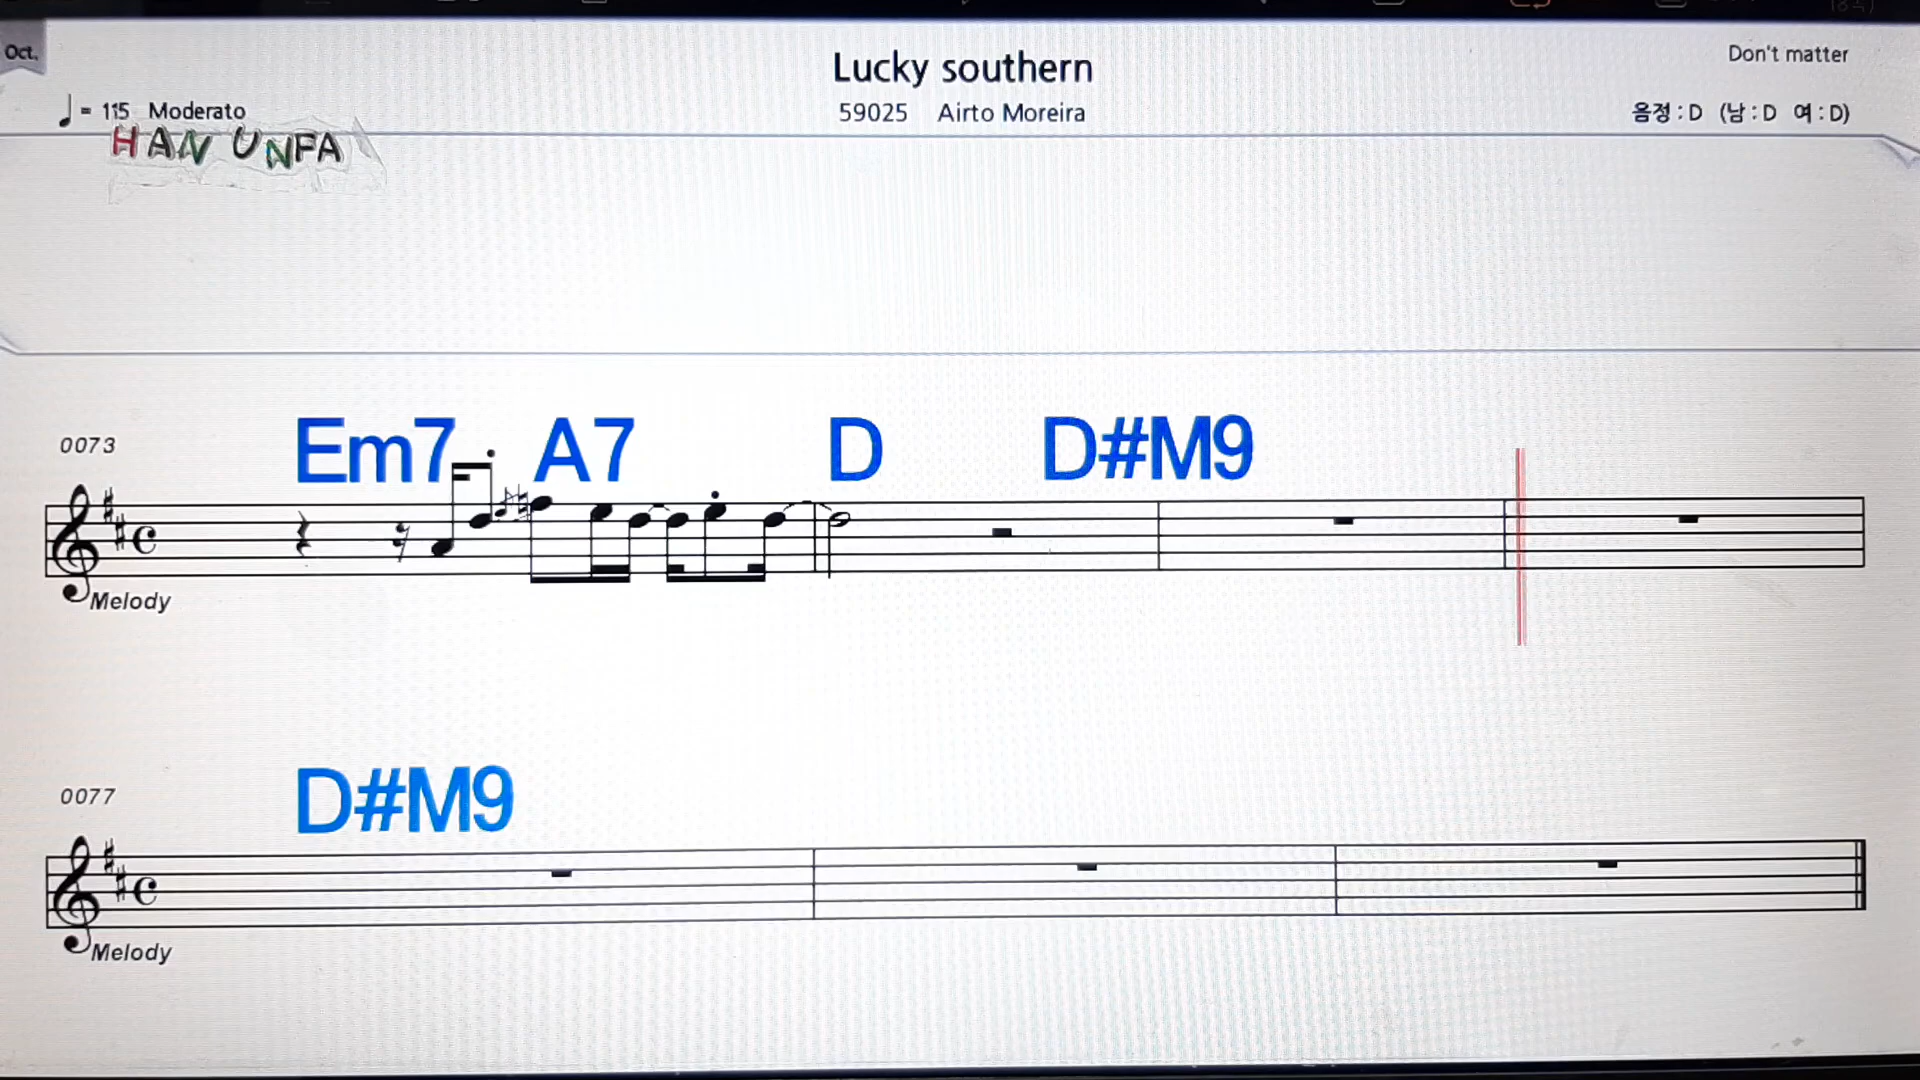 Oct.
Lucky southern
Don't matter
♩ = 115 Moderato
59025 Airto Moreira
음정 : D (남 : D 여 : D)
HAN UNFA
Em7 A7 D D#M9
0073
Melody
D#M9
0077
Melody